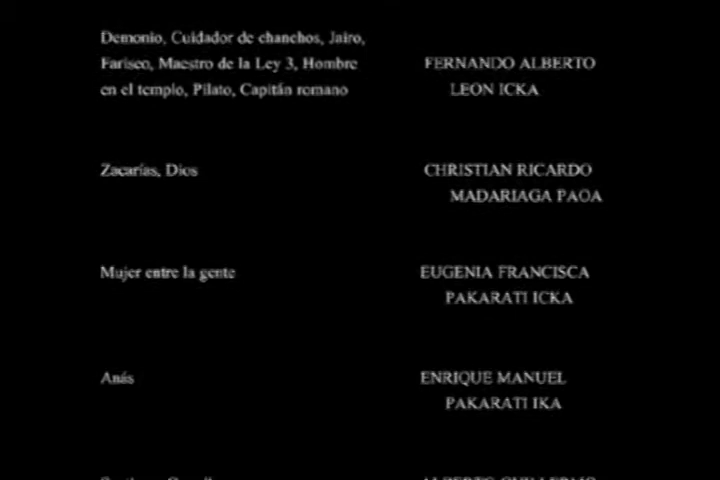 Demonio, Cuidador de chanchos, Jairo,
Fariseo, Maestro de la Ley 3, Hombre
en el templo, Pilato, Capitán romano
FERNANDO ALBERTO
LEON ICKA
Zacarías, Dios
CHRISTIAN RICARDO
MADARIAGA PAOA
Mujer entre la gente
EUGENIA FRANCISCA
PAKARATI ICKA
Anás
ENRIQUE MANUEL
PAKARATI IKA